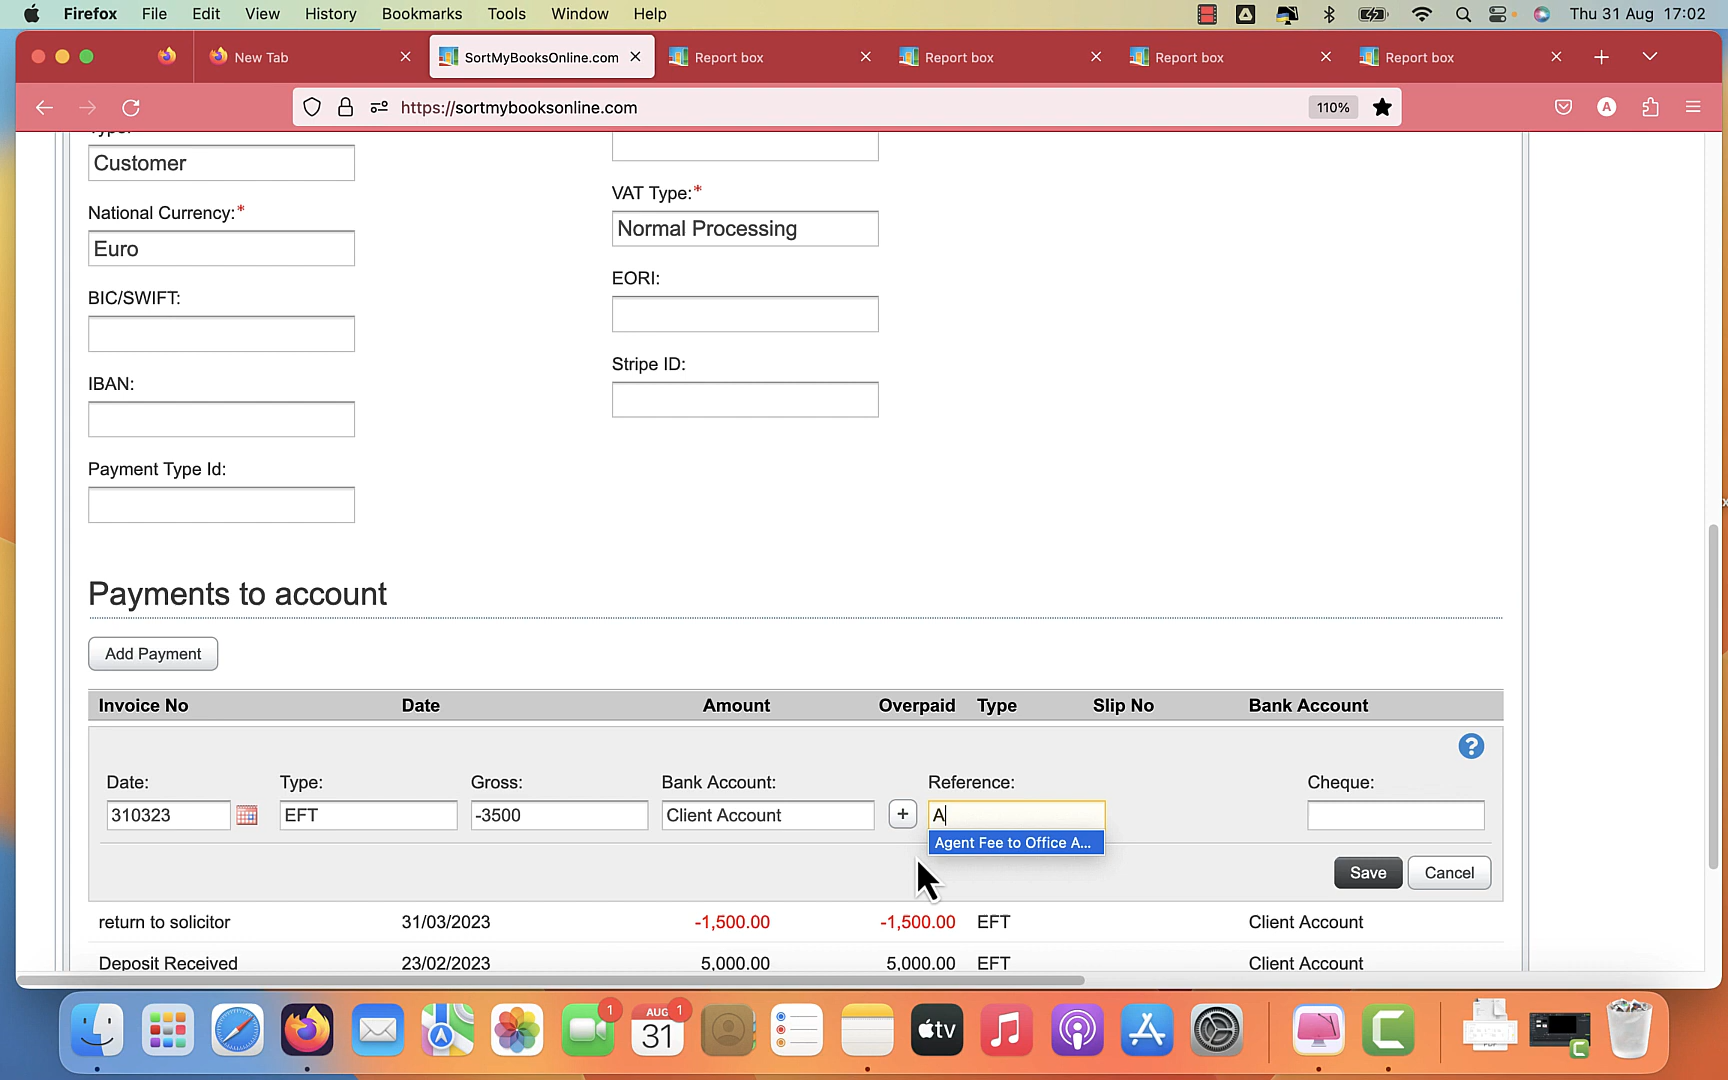 Firefox File Edit View History Bookmarks Tools Window Help Thu 31 Aug 17:02
New Tab SortMyBooksOnline.com Report box Report box Report box Report box
https://sortmybooksonline.com 110% A
Type:
Customer
VAT Type:*
National Currency:*
Normal Processing
Euro
EORI:
BIC/SWIFT:
Stripe ID:
IBAN:
Payment Type Id:
Payments to account
Add Payment
Invoice No Date Amount Overpaid Type Slip No Bank Account
?
Date: Type: Gross: Bank Account: Reference: Cheque:
310323 EFT -3500 Client Account + A
Agent Fee to Office A...
Save Cancel
return to solicitor 31/03/2023 -1,500.00 -1,500.00 EFT Client Account
Deposit Received 23/02/2023 5,000.00 5,000.00 EFT Client Account
1 AUG 1
31 tv
PDF